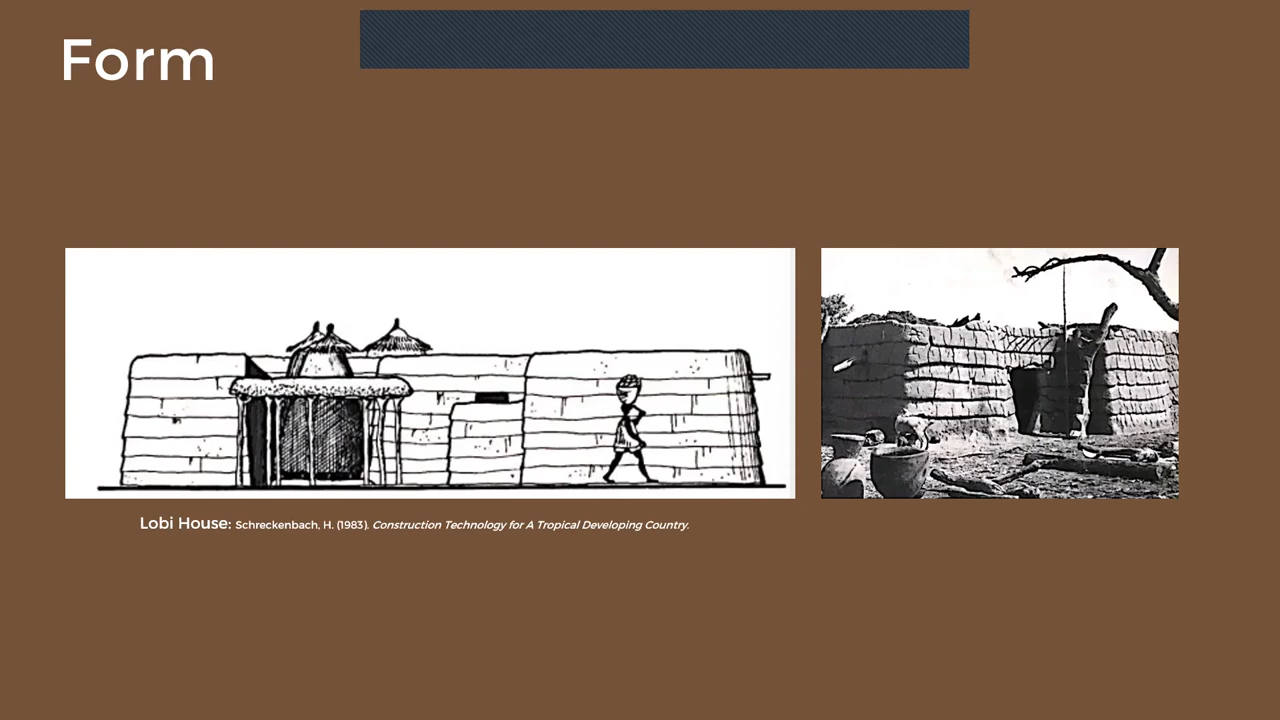 Form
Lobi House: Schreckenbach, H. (1983). Construction Technology for A Tropical Developing Country.